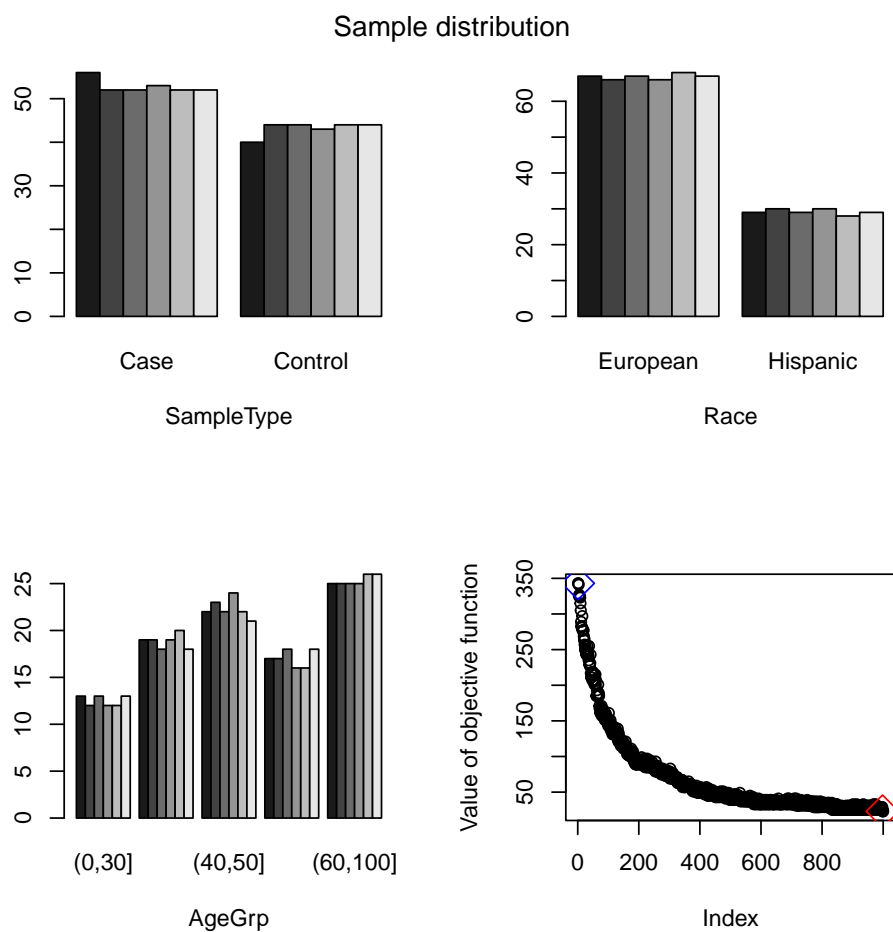 Sample distribution
0 10 30 50
Case Control
SampleType
0 20 40 60
European Hispanic
Race
0 5 10 15 20 25
(0,30] (40,50] (60,100]
AgeGrp
Value of objective function
50 150 250 350
0 200 400 600 800
Index